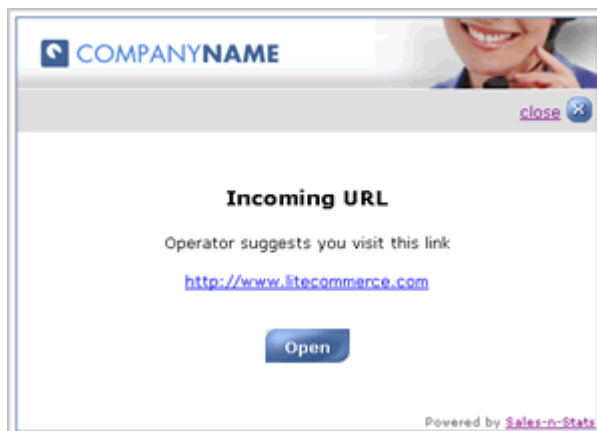 COMPANYNAME
close
Incoming URL
Operator suggests you visit this link
http://www.litecommerce.com
Open
Powered by Sales-n-Stats